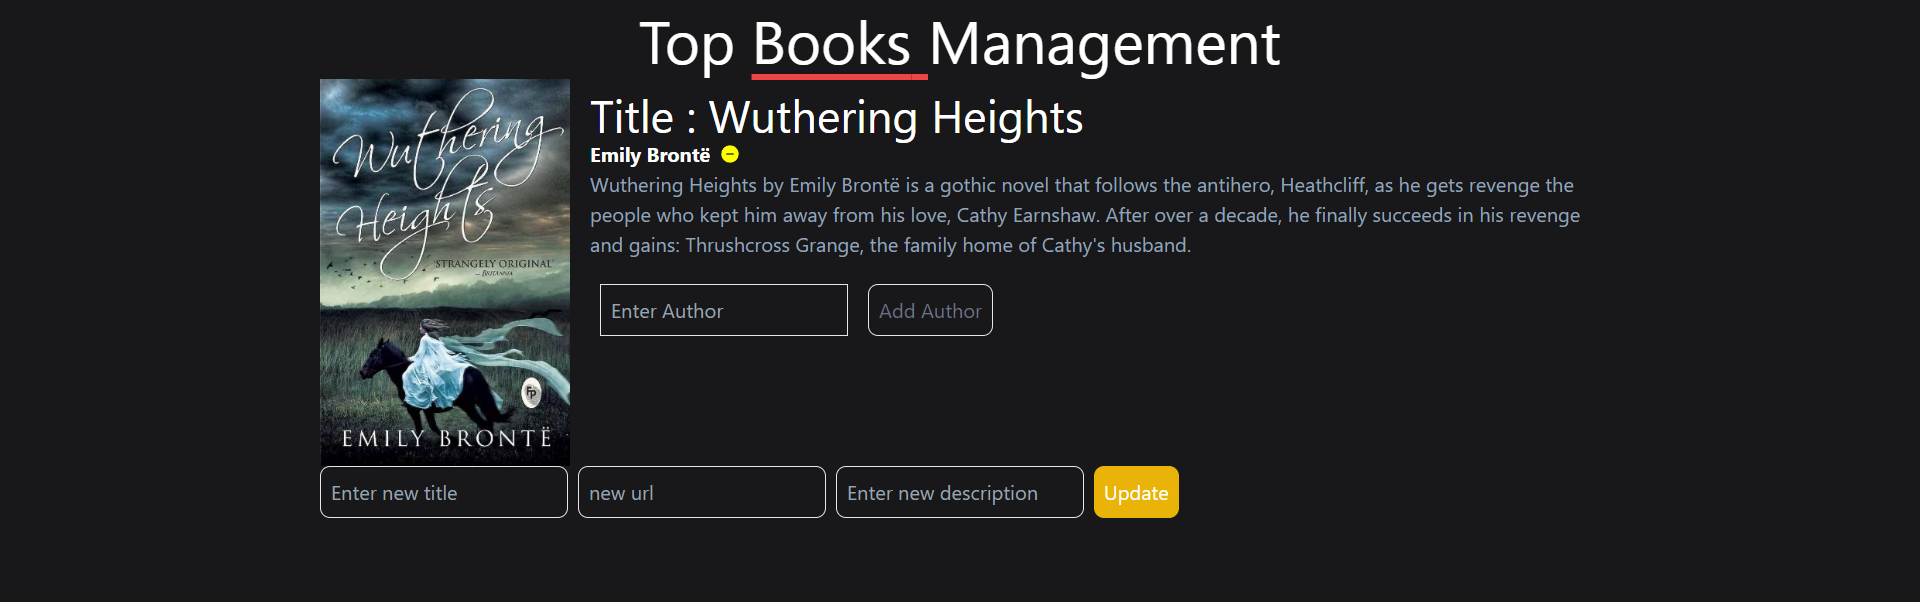 Top Books Management
Wuthering
Heights
'STRANGELY ORIGINAL'
— BRITANNIA
FP
EMILY BRONTË
Title : Wuthering Heights
Emily Brontë
Wuthering Heights by Emily Brontë is a gothic novel that follows the antihero, Heathcliff, as he gets revenge the
people who kept him away from his love, Cathy Earnshaw. After over a decade, he finally succeeds in his revenge
and gains: Thrushcross Grange, the family home of Cathy's husband.
Enter Author
Add Author
Enter new title
new url
Enter new description
Update